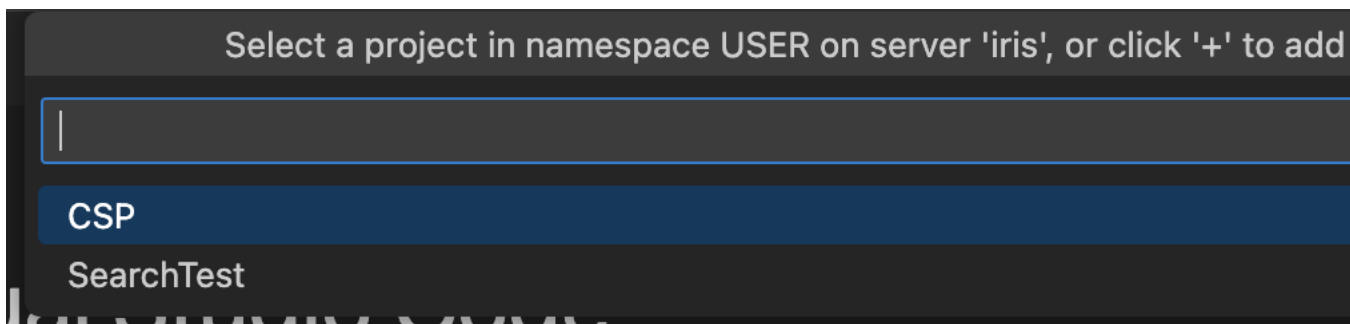 Select a project in namespace USER on server 'iris', or click '+' to add
CSP
SearchTest